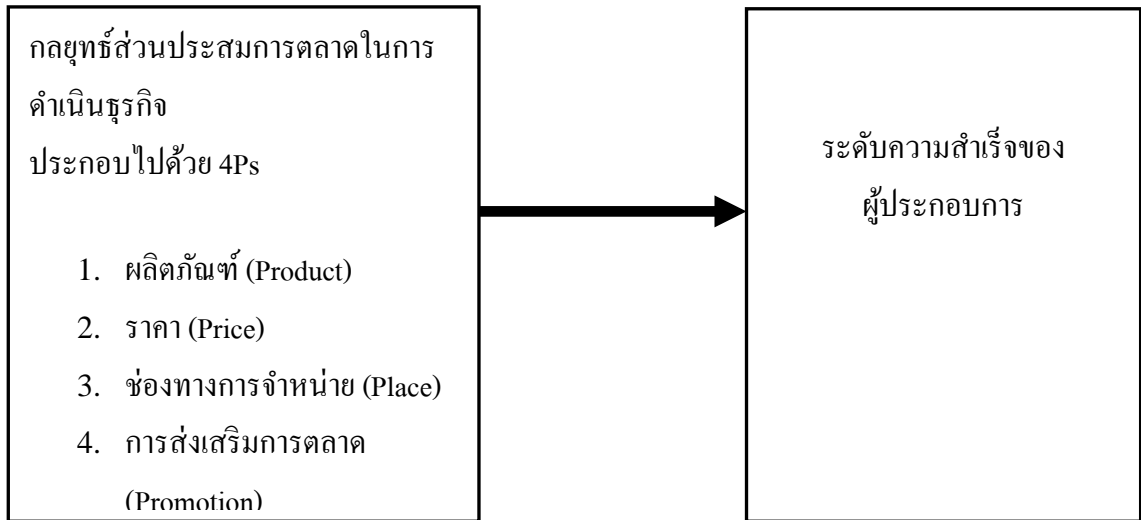 กลยุทธ์ส่วนประสมการตลาดในการ
ดำเนินธุรกิจ
ประกอบไปด้วย 4Ps
1. ผลิตภัณฑ์ (Product)
2. ราคา (Price)
3. ช่องทางการจำหน่าย (Place)
4. การส่งเสริมการตลาด
(Promotion)
ระดับความสำเร็จของ
ผู้ประกอบการ